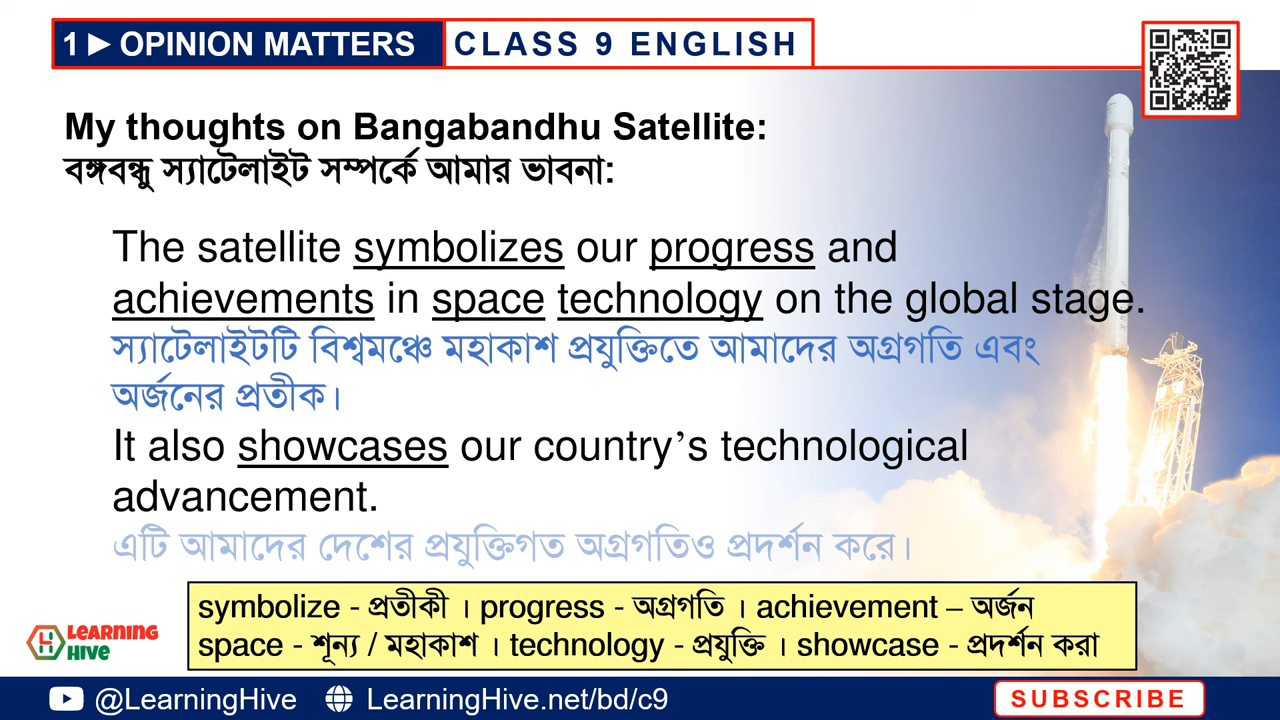 1 ► OPINION MATTERS CLASS 9 ENGLISH
My thoughts on Bangabandhu Satellite:
বঙ্গবন্ধু স্যাটেলাইট সম্পর্কে আমার ভাবনা:
The satellite symbolizes our progress and
achievements in space technology on the global stage.
স্যাটেলাইটটি বিশ্বমঞ্চে মহাকাশ প্রযুক্তিতে আমাদের অগ্রগতি এবং
অর্জনের প্রতীক।
It also showcases our country’s technological
advancement.
এটি আমাদের দেশের প্রযুক্তিগত অগ্রগতিও প্রদর্শন করে।
symbolize - প্রতীকী । progress - অগ্রগতি । achievement – অর্জন
space - শূন্য / মহাকাশ । technology - প্রযুক্তি । showcase - প্রদর্শন করা
LEARNING
HIVE
@LearningHive LearningHive.net/bd/c9 SUBSCRIBE